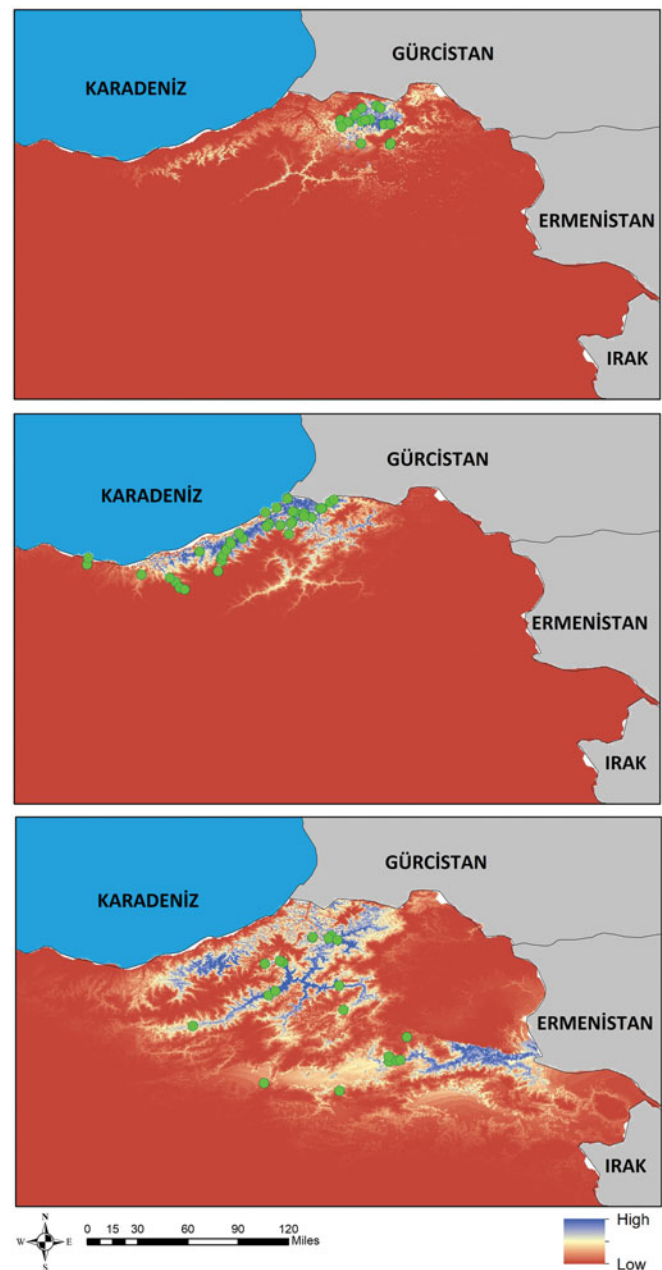 GÜRCİSTAN
KARADENİZ
ERMENİSTAN
IRAK
GÜRCİSTAN
KARADENİZ
ERMENİSTAN
IRAK
GÜRCİSTAN
KARADENİZ
ERMENİSTAN
IRAK
N
W E
S
0 15 30 60 90 120
Miles
High
Low